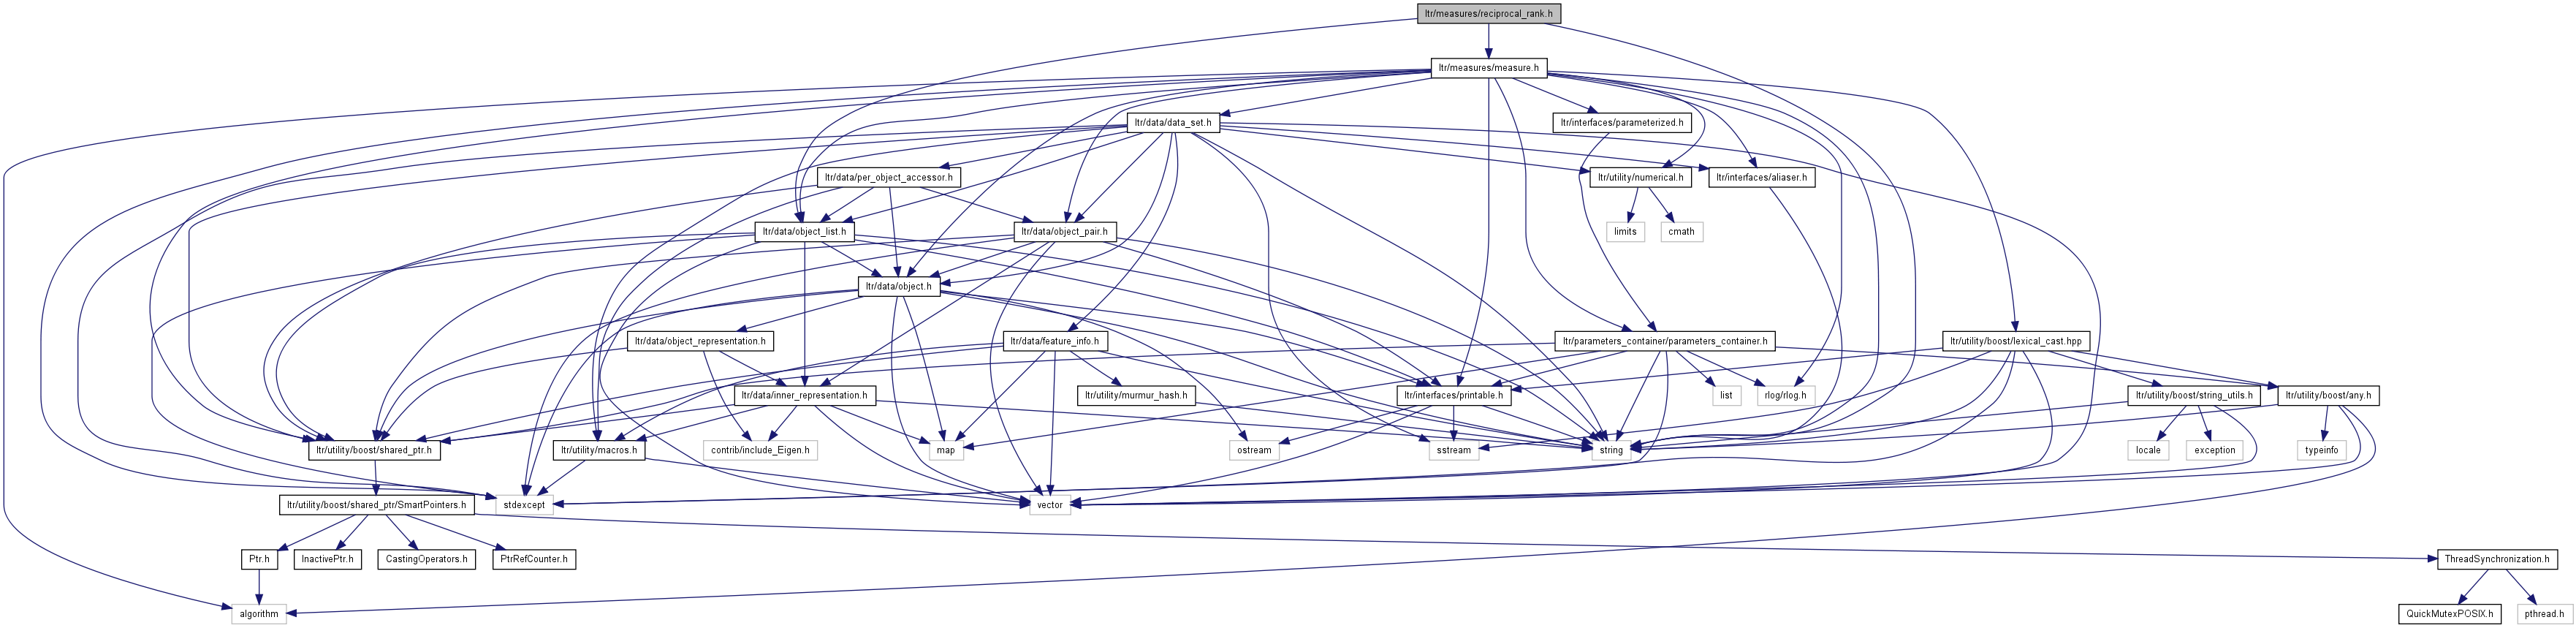 ltr/measures/reciprocal_rank.h
ltr/measures/measure.h
ltr/data/data_set.h
ltr/interfaces/parameterized.h
ltr/data/per_object_accessor.h
ltr/utility/numerical.h
ltr/interfaces/aliaser.h
ltr/data/object_list.h
ltr/data/object_pair.h
limits
cmath
ltr/data/object.h
ltr/data/object_representation.h
ltr/data/feature_info.h
ltr/parameters_container/parameters_container.h
ltr/utility/boost/lexical_cast.hpp
ltr/data/inner_representation.h
ltr/utility/murmur_hash.h
ltr/interfaces/printable.h
list
rlog/rlog.h
ltr/utility/boost/string_utils.h
ltr/utility/boost/any.h
ltr/utility/boost/shared_ptr.h
ltr/utility/macros.h
contrib/include_Eigen.h
map
ostream
sstream
string
locale
exception
typeinfo
ltr/utility/boost/shared_ptr/SmartPointers.h
stdexcept
vector
Ptr.h
InactivePtr.h
CastingOperators.h
PtrRefCounter.h
ThreadSynchronization.h
algorithm
QuickMutexPOSIX.h
pthread.h